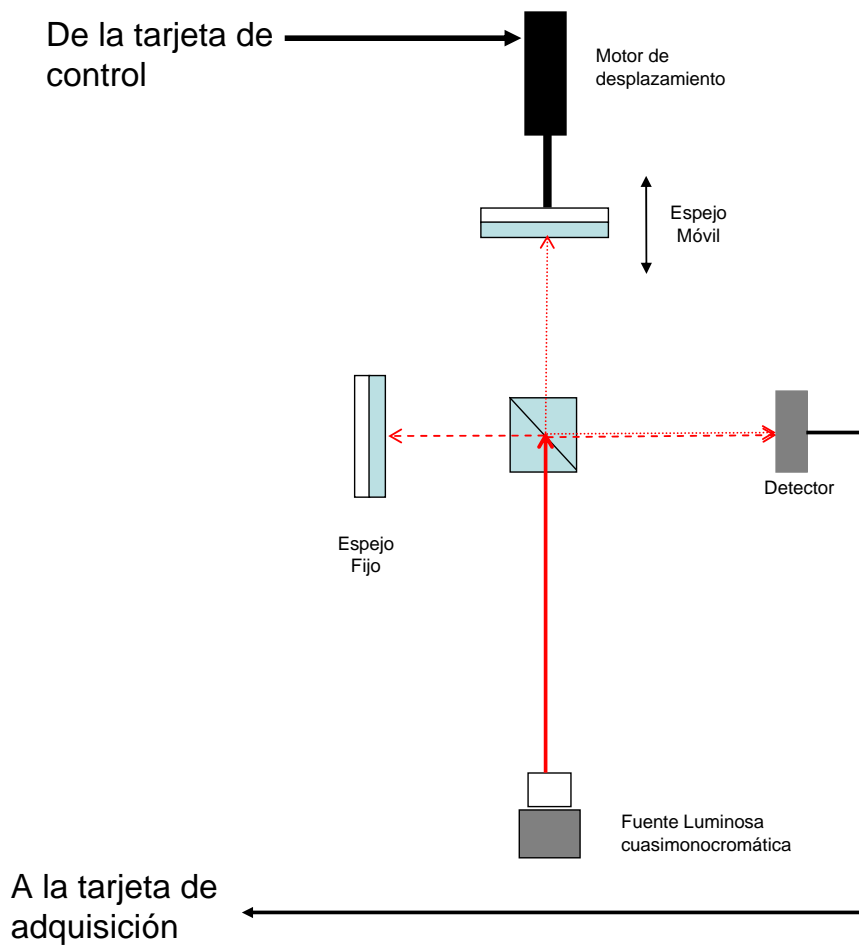 De la tarjeta de
control
Motor de
desplazamiento
Espejo
Móvil
Detector
Espejo
Fijo
Fuente Luminosa
cuasimonocromática
A la tarjeta de
adquisición